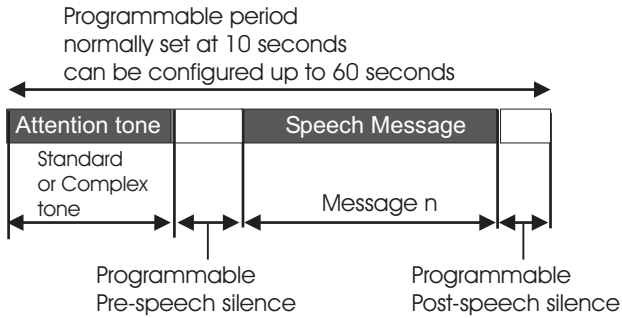 Programmable period
normally set at 10 seconds
can be configured up to 60 seconds
Attention tone
Speech Message
Standard
or Complex
tone
Message n
Programmable
Pre-speech silence
Programmable
Post-speech silence